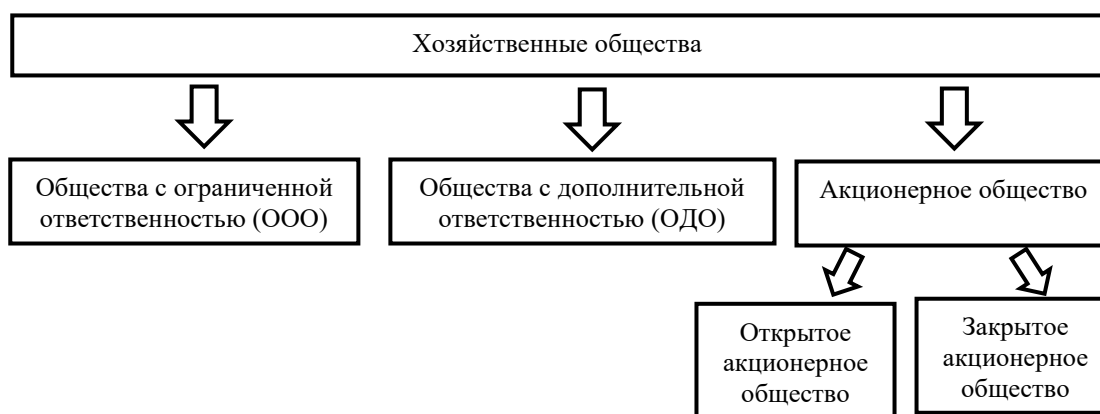 Хозяйственные общества
Общества с ограниченной
ответственностью (ООО)
Общества с дополнительной
ответственностью (ОДО)
Акционерное общество
Открытое
акционерное
общество
Закрытое
акционерное
общество